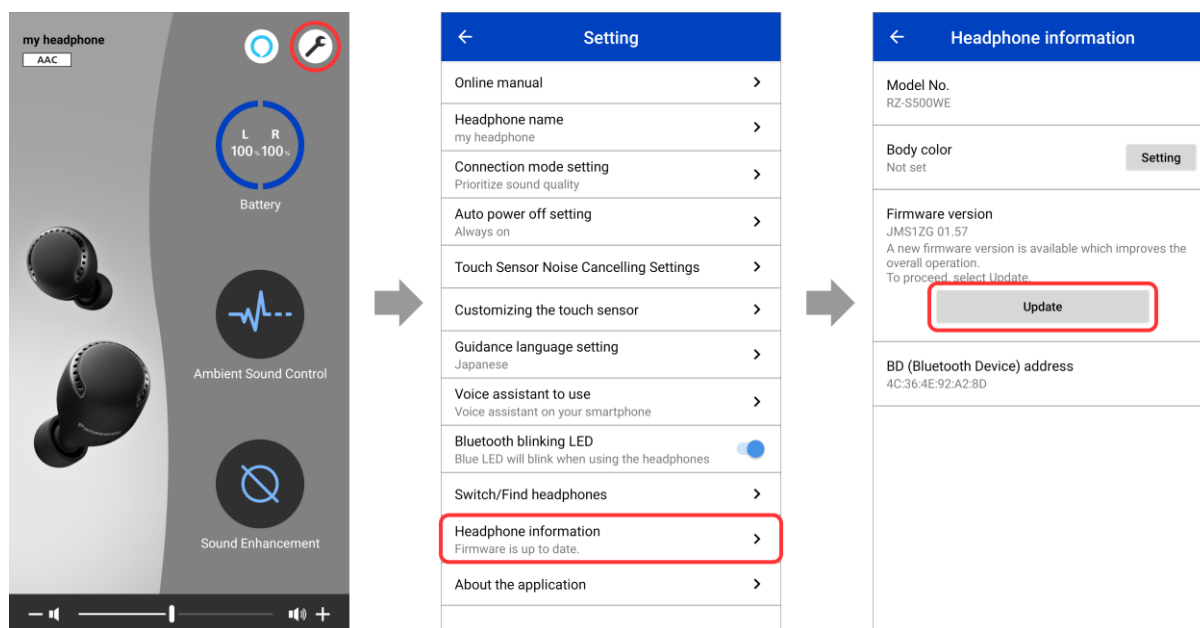 my headphone
AAC
L R
100% 100%
Battery
Panasonic
Ambient Sound Control
Sound Enhancement
Setting
Online manual
Headphone name
my headphone
Connection mode setting
Prioritize sound quality
Auto power off setting
Always on
Touch Sensor Noise Cancelling Settings
Customizing the touch sensor
Guidance language setting
Japanese
Voice assistant to use
Voice assistant on your smartphone
Bluetooth blinking LED
Blue LED will blink when using the headphones
Switch/Find headphones
Headphone information
Firmware is up to date.
About the application
Headphone information
Model No.
RZ-S500WE
Body color
Not set
Setting
Firmware version
JMS1ZG 01.57
A new firmware version is available which improves the
overall operation.
To proceed, select Update.
Update
BD (Bluetooth Device) address
4C:36:4E:92:A2:8D